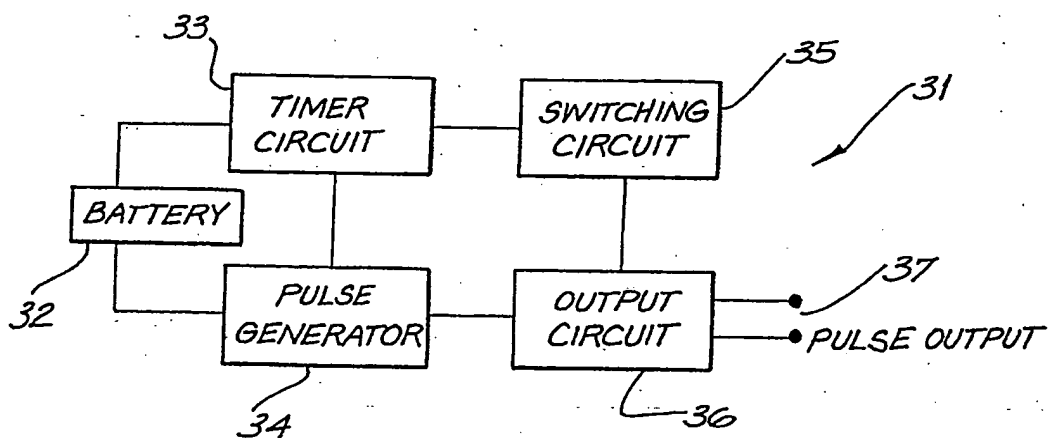 33
35
31
TIMER
CIRCUIT
SWITCHING
CIRCUIT
BATTERY
32
PULSE
GENERATOR
OUTPUT
CIRCUIT
37
PULSE OUTPUT
34
36